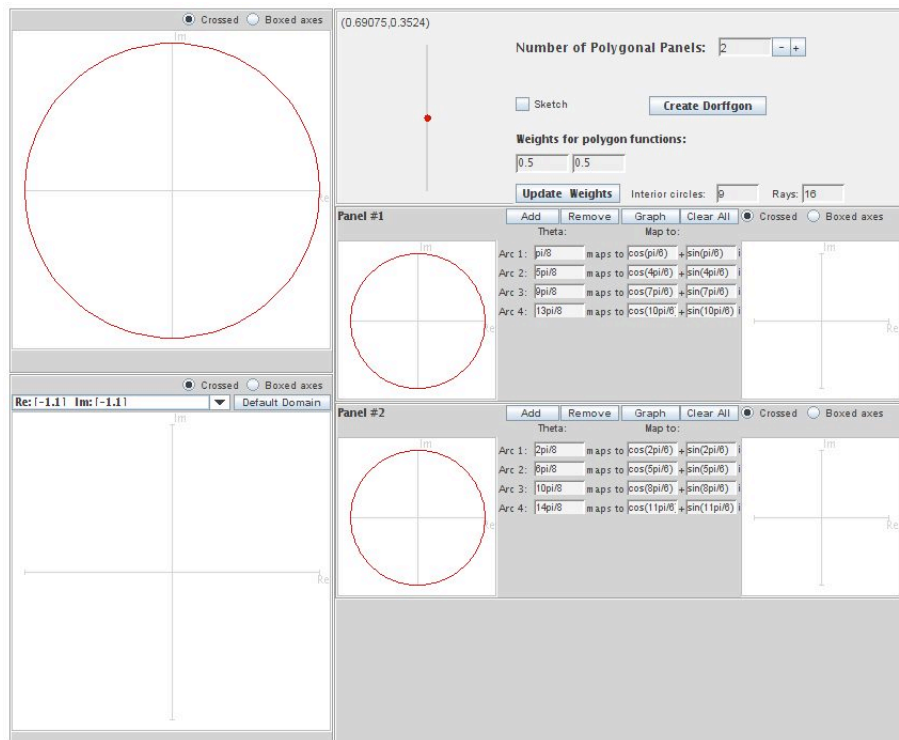 Crossed Boxed axes
Im
Re
(0.69075,0.3524)
Number of Polygonal Panels: 2 - +
Sketch Create Dorffgon
Weights for polygon functions:
0.5 0.5
Update Weights Interior circles: 9 Rays: 16
Panel #1 Add Remove Graph Clear All Crossed Boxed axes
Theta: Map to:
Im
Re
Arc 1: pi/8 maps to cos(pi/6) + sin(pi/6) i
Arc 2: 5pi/8 maps to cos(4pi/6) + sin(4pi/6) i
Arc 3: 9pi/8 maps to cos(7pi/6) + sin(7pi/6) i
Arc 4: 13pi/8 maps to cos(10pi/6) + sin(10pi/6) i
Im
Re
Crossed Boxed axes
Re: [-1,1] Im: [-1,1] Default Domain
Im
Re
Panel #2 Add Remove Graph Clear All Crossed Boxed axes
Theta: Map to:
Im
Re
Arc 1: 2pi/8 maps to cos(2pi/6) + sin(2pi/6) i
Arc 2: 6pi/8 maps to cos(5pi/6) + sin(5pi/6) i
Arc 3: 10pi/8 maps to cos(8pi/6) + sin(8pi/6) i
Arc 4: 14pi/8 maps to cos(11pi/6) + sin(11pi/6) i
Im
Re